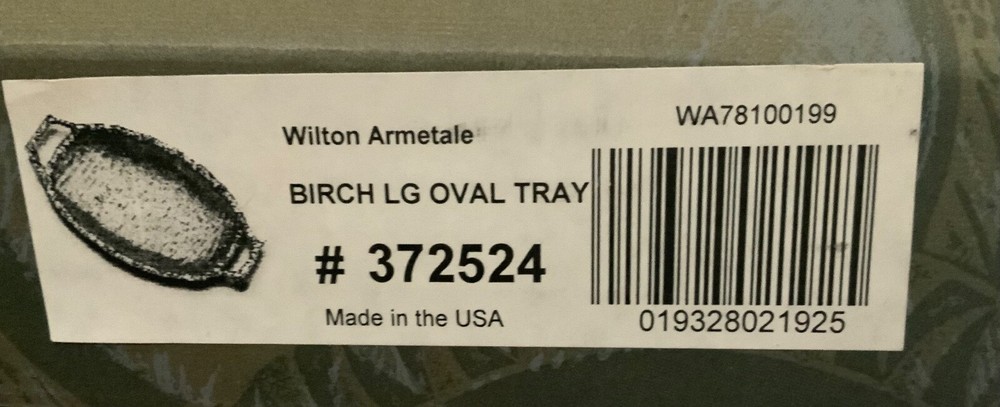 Wilton Armetale
BIRCH LG OVAL TRAY
# 372524
Made in the USA
WA78100199
019328021925